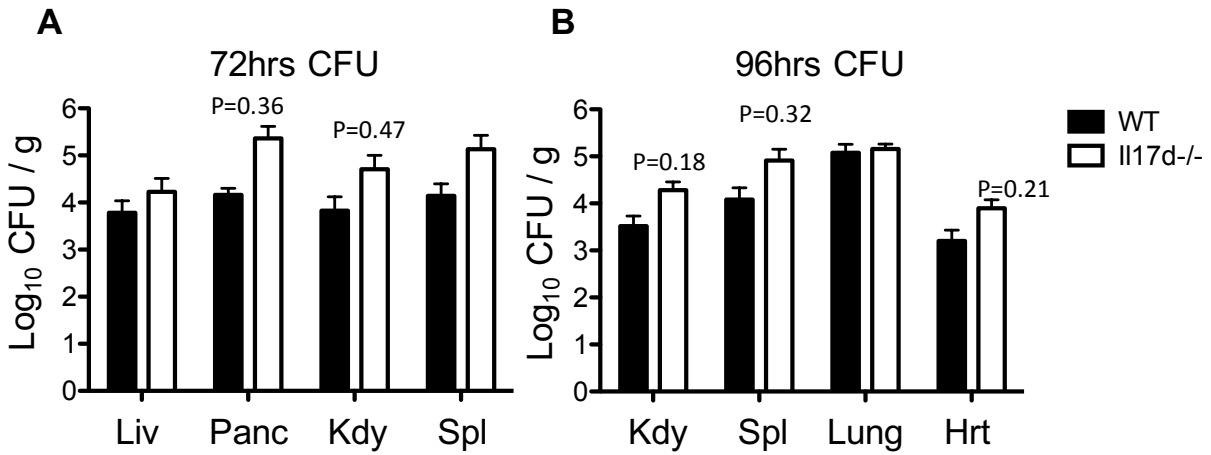 A
72hrs CFU
Log10 CFU / g
6
5
4
3
2
1
0
P=0.36
P=0.47
Liv Panc Kdy Spl
B
96hrs CFU
Log10 CFU / g
6
5
4
3
2
1
0
P=0.18
P=0.32
P=0.21
Kdy Spl Lung Hrt
WT
Il17d-/-